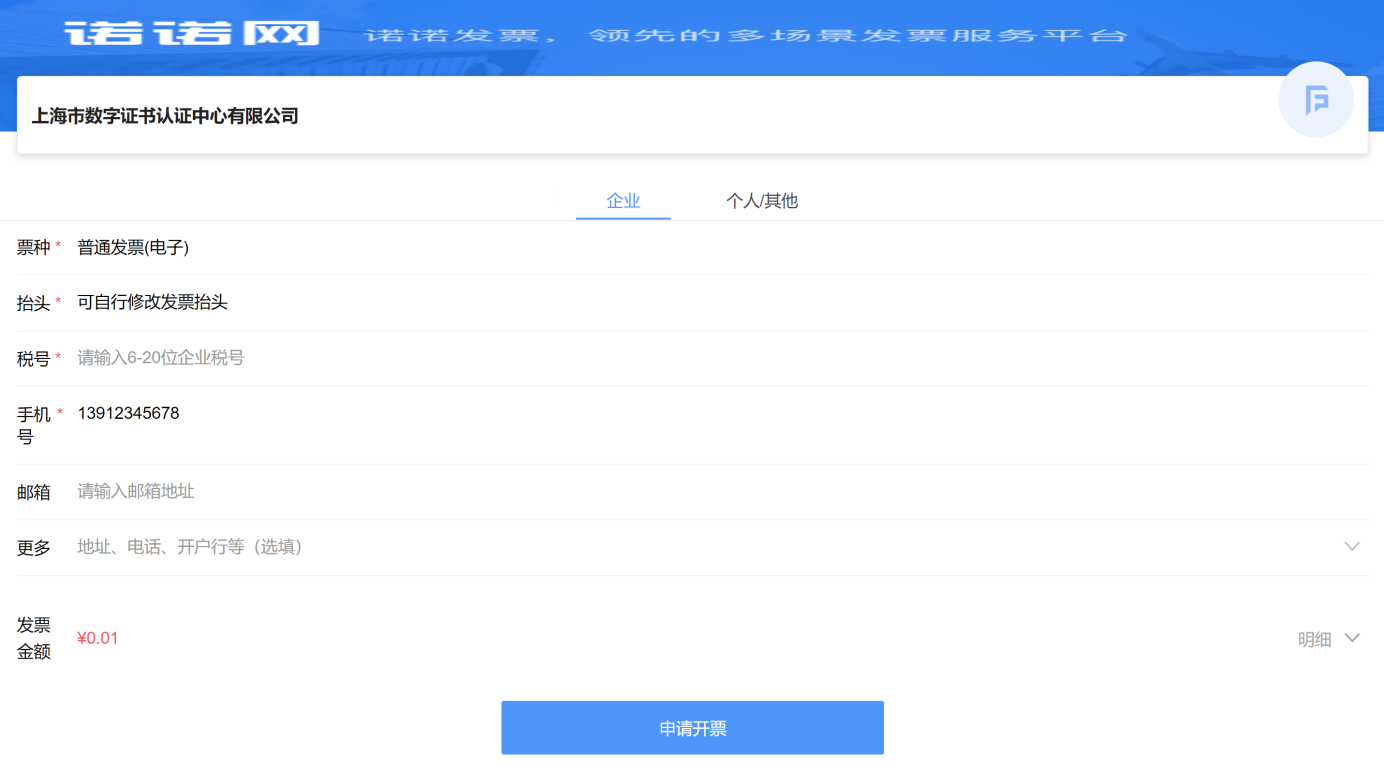 诺诺网 诺诺发票，领先的多场景发票服务平台
上海市数字证书认证中心有限公司
企业 个人/其他
票种 * 普通发票(电子)
抬头 * 可自行修改发票抬头
税号 * 请输入6-20位企业税号
手机号 * 13912345678
邮箱 请输入邮箱地址
更多 地址、电话、开户行等（选填）
发票金额 ¥0.01 明细
申请开票